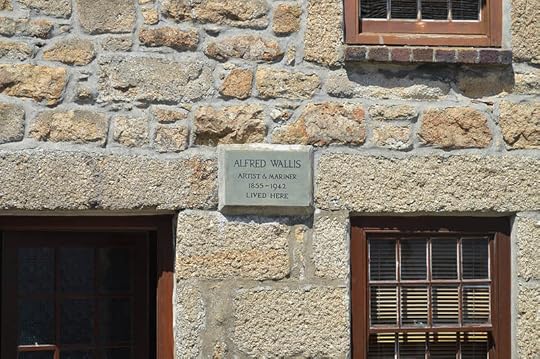 ALFRED WALLIS
ARTIST & MARINER
1855-1942
LIVED HERE